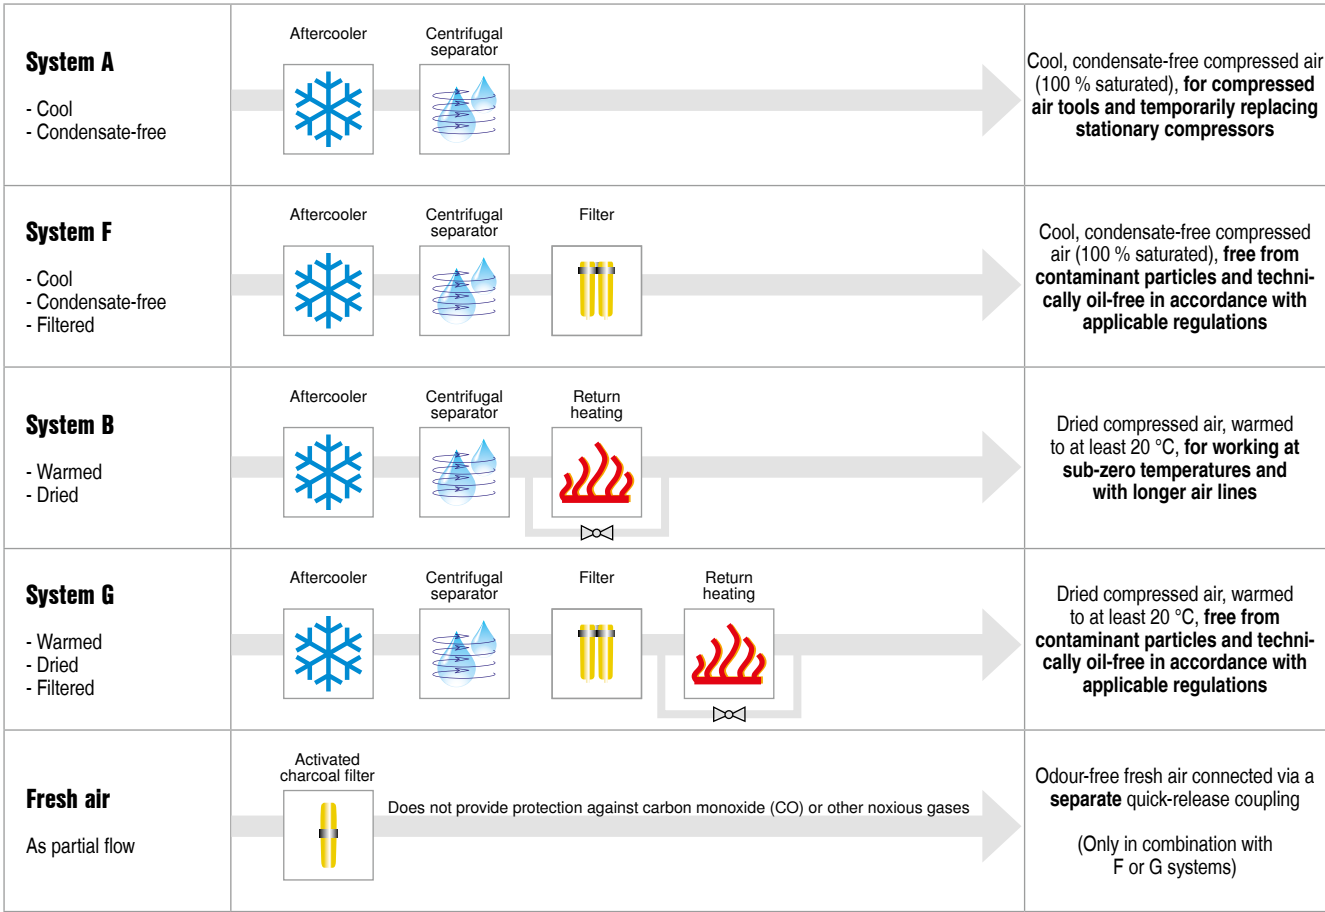 System A
- Cool
- Condensate-free
Aftercooler
Centrifugal
separator
Cool, condensate-free compressed air
(100 % saturated), for compressed
air tools and temporarily replacing
stationary compressors
System F
- Cool
- Condensate-free
- Filtered
Aftercooler
Centrifugal
separator
Filter
Cool, condensate-free compressed
air (100 % saturated), free from
contaminant particles and techni-
cally oil-free in accordance with
applicable regulations
System B
- Warmed
- Dried
Aftercooler
Centrifugal
separator
Return
heating
Dried compressed air, warmed
to at least 20 °C, for working at
sub-zero temperatures and
with longer air lines
System G
- Warmed
- Dried
- Filtered
Aftercooler
Centrifugal
separator
Filter
Return
heating
Dried compressed air, warmed
to at least 20 °C, free from
contaminant particles and techni-
cally oil-free in accordance with
applicable regulations
Fresh air
As partial flow
Activated
charcoal filter
Does not provide protection against carbon monoxide (CO) or other noxious gases
Odour-free fresh air connected via a
separate quick-release coupling
(Only in combination with
F or G systems)